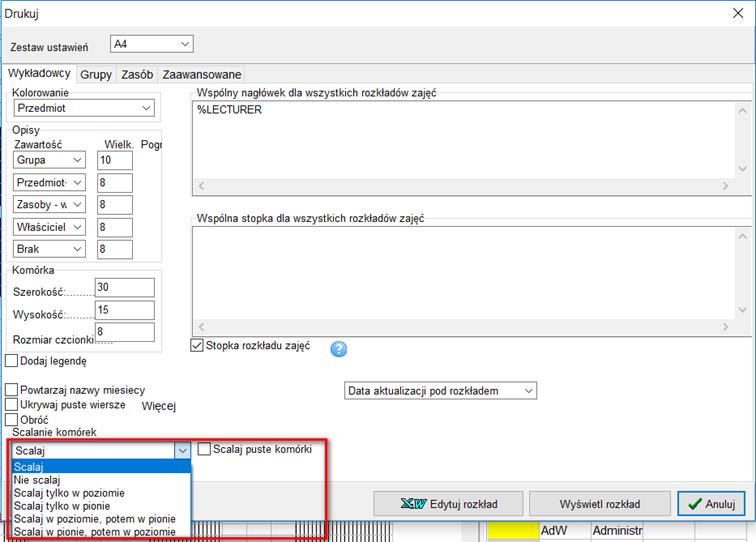 Drukuj
Zestaw ustawień
A4
Wykładowcy Grupy Zasób Zaawansowane
Kolorowanie
Przedmiot
Opisy
Zawartość Wielk. Pogr
Grupa 10
Przedmiot- 8
Zasoby - w 8
Właściciel 8
Brak 8
Komórka
Szerokość:......... 30
Wysokość:......... 15
Rozmiar czcionki...... 8
Dodaj legendę
Wspólny nagłówek dla wszystkich rozkładów zajęć
%LECTURER
Wspólna stopka dla wszystkich rozkładów zajęć
Stopka rozkładu zajęć ?
Powtarzaj nazwy miesiecy
Data aktualizacji pod rozkładem
Ukrywaj puste wiersze Więcej
Obróć
Scalanie komórek
Scalaj Scalaj puste komórki
Scalaj
Nie scalaj
Scalaj tylko w poziomie
Scalaj tylko w pionie
Scalaj w poziomie, potem w pionie
Scalaj w pionie, potem w poziomie
Edytuj rozkład Wyświetl rozkład Anuluj
AdW Administr